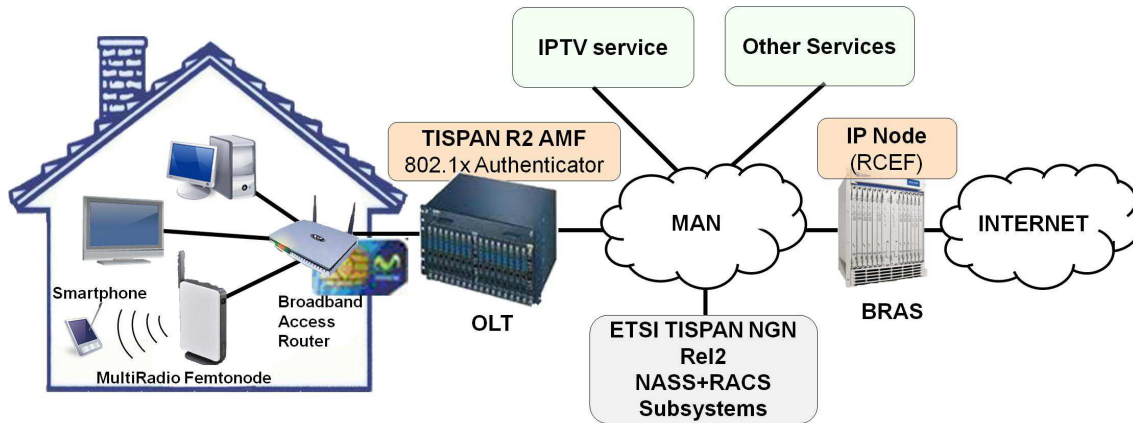 IPTV service
Other Services
TISPAN R2 AMF
802.1x Authenticator
IP Node
(RCEF)
MAN
INTERNET
Smartphone
Broadband
Access
Router
MultiRadio Femtonode
OLT
BRAS
ETSI TISPAN NGN
Rel2
NASS+RACS
Subsystems